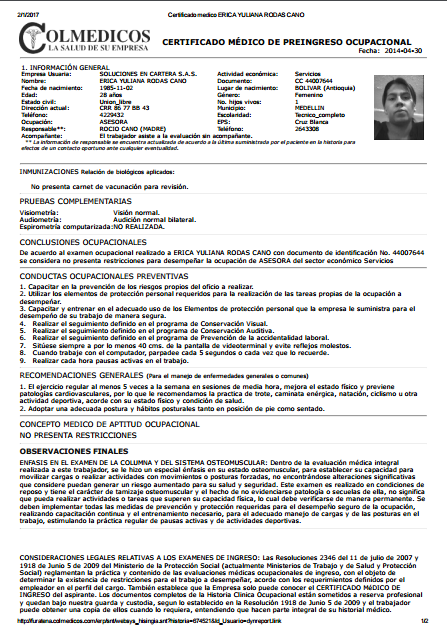 2/1/2017 Certificado medico ERICA YULIANA RODAS CANO
COLMEDICOS
LA SALUD DE SU EMPRESA
CERTIFICADO MÉDICO DE PREINGRESO OCUPACIONAL
Fecha: 2014•04•30
1. INFORMACIÓN GENERAL
Empresa Usuaria: SOLUCIONES EN CARTERA S.A.S. Actividad económica: Servicios
Nombre: ERICA YULIANA RODAS CANO Documento: CC 44007644
Fecha de nacimiento: 1985-11-02 Lugar de nacimiento: BOLIVAR (Antioquia)
Edad: 28 años Género: Femenino
Estado civil: Union_libre No. hijos vivos: 1
Dirección actual: CRR 86 77 BB 43 Municipio: MEDELLIN
Teléfono: 4229432 Escolaridad: Tecnico_completo
Ocupación: ASESORA EPS: Cruz Blanca
Responsable**: ROCIO CANO (MADRE) Teléfono: 2643308
Acompañante: El trabajador asiste a la evaluación sin acompañante.
** La información de responsable se encuentra actualizada de acuerdo a la última suministrada por el paciente en la historia para
efectos de un contacto oportuno ante cualquier eventualidad.
INMUNIZACIONES Relación de biológicos aplicados:
No presenta carnet de vacunación para revisión.
PRUEBAS COMPLEMENTARIAS
Visiometría: Visión normal.
Audiometría: Audición normal bilateral.
Espirometría computarizada: NO REALIZADA.
CONCLUSIONES OCUPACIONALES
De acuerdo al examen ocupacional realizado a ERICA YULIANA RODAS CANO con documento de identificación No. 44007644
se considera no presenta restricciones para desempeñar la ocupación de ASESORA del sector económico Servicios
CONDUCTAS OCUPACIONALES PREVENTIVAS
1. Capacitar en la prevención de los riesgos propios del oficio a realizar.
2. Utilizar los elementos de protección personal requeridos para la realización de las tareas propias de la ocupación a
desempeñar.
3. Capacitar y entrenar en el adecuado uso de los Elementos de protección personal que la empresa le suministra para el
desempeño de su trabajo de manera segura.
4. Realizar el seguimiento definido en el programa de Conservación Visual.
5. Realizar el seguimiento definido en el programa de Conservación Auditiva.
6. Realizar el seguimiento definido en el programa de Prevención de la accidentalidad laboral.
7. Sitúese siempre a por lo menos 40 cms. de la pantalla de videoterminal y evite reflejos molestos.
8. Cuando trabaje con el computador, parpadee cada 5 segundos o cada vez que lo recuerde.
9. Realizar cada hora pausas activas en el trabajo.
RECOMENDACIONES GENERALES (Para el manejo de enfermedades generales o comunes)
1. El ejercicio regular al menos 5 veces a la semana en sesiones de media hora, mejora el estado físico y previene
patologías cardiovasculares, por lo que le recomendamos la practica de trote, caminata enérgica, natación, ciclismo u otra
actividad deportiva, acorde con su estado físico y condición de salud.
2. Adoptar una adecuada postura y hábitos posturales tanto en posición de pie como sentado.
CONCEPTO MEDICO DE APTITUD OCUPACIONAL
NO PRESENTA RESTRICCIONES
OBSERVACIONES FINALES
ENFASIS EN EL EXAMEN DE LA COLUMNA Y DEL SISTEMA OSTEOMUSCULAR: Dentro de la evaluación médica integral
realizada a este trabajador, se le hizo un especial énfasis en su estado osteomuscular, para establecer su capacidad para
movilizar cargas o realizar actividades con movimientos o posturas forzadas, no encontrándose alteraciones significativas
que considere puedan generar un riesgo aumentado para su salud y seguridad. Este examen es realizado en condiciones de
reposo y tiene el carácter de tamizaje osteomuscular y el hecho de no evidenciarse patología o secuelas de ella, no significa
que pueda realizar actividades o tareas que superen su capacidad física, lo cual debe verificarse de manera permanente. Se
deben implementar todas las medidas de prevención y protección requeridas para el desempeño seguro de la ocupación,
realizando capacitación continua y el entrenamiento necesario, para el adecuado manejo de cargas y de las posturas en el
trabajo, estimulando la práctica regular de pausas activas y de actividades deportivas.
CONSIDERACIONES LEGALES RELATIVAS A LOS EXAMENES DE INGRESO: Las Resoluciones 2346 del 11 de julio de 2007 y
1918 de Junio 5 de 2009 del Ministerio de la Protección Social (actualmente Ministerios de Trabajo y de Salud y Protección
Social) reglamentan la práctica y contenido de las evaluaciones médicas ocupacionales de ingreso, con el objeto de
determinar la existencia de restricciones para el trabajo a desempeñar, acorde con los requerimientos definidos por el
empleador en el perfil del cargo. También establece que la Empresa solo puede conocer el CERTIFICADO MÉDICO DE
INGRESO del aspirante. Los documentos completos de la Historia Clínica Ocupacional están sometidos a reserva profesional
y quedan bajo nuestra guarda y custodia, según lo establecido en la Resolución 1918 de Junio 5 de 2009 y el trabajador
puede obtener una copia de ellos cuando lo requiera, entendiendo que hacen parte de su historial médico.
1/2